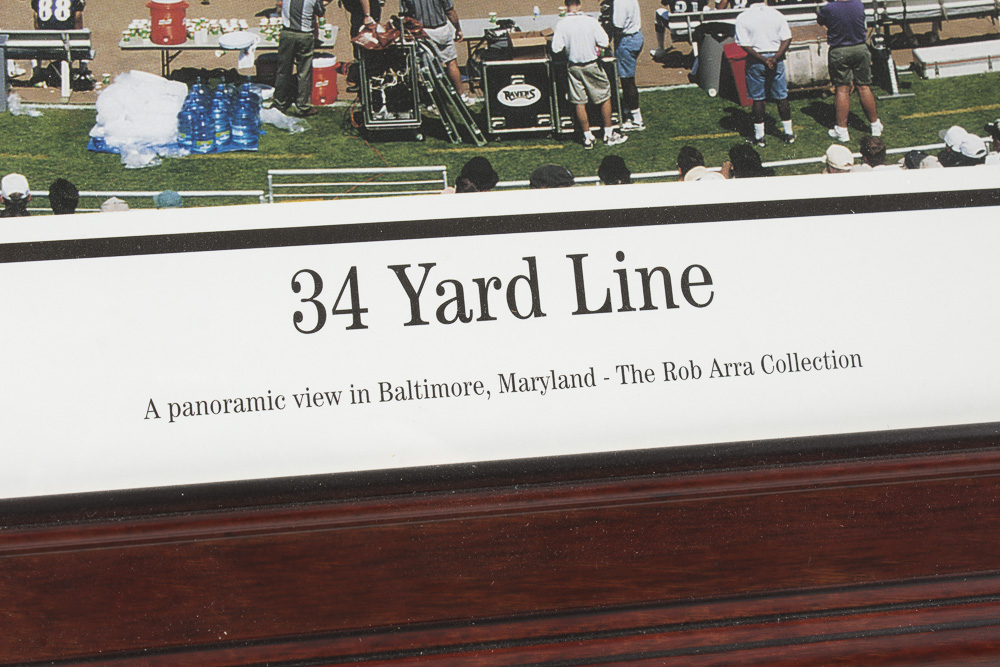 88
RAVENS
34 Yard Line
A panoramic view in Baltimore, Maryland - The Rob Arra Collection